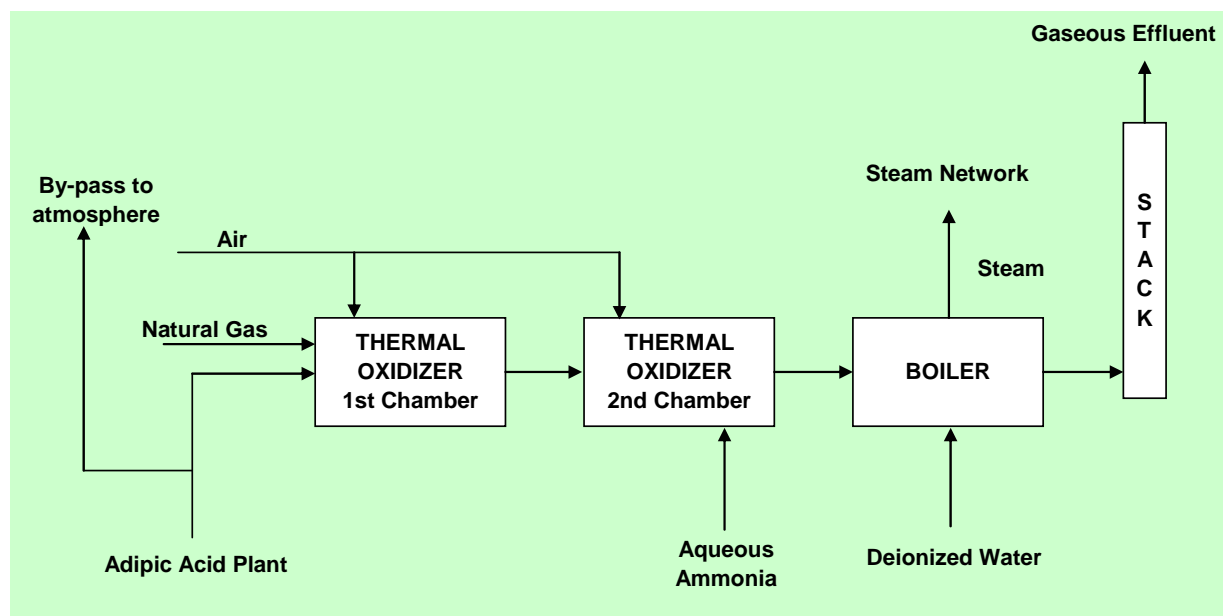 Gaseous Effluent
By-pass to
atmosphere
Steam Network
S
T
A
C
K
Air
Steam
Natural Gas
THERMAL
OXIDIZER
1st Chamber
THERMAL
OXIDIZER
2nd Chamber
BOILER
Adipic Acid Plant
Aqueous
Ammonia
Deionized Water